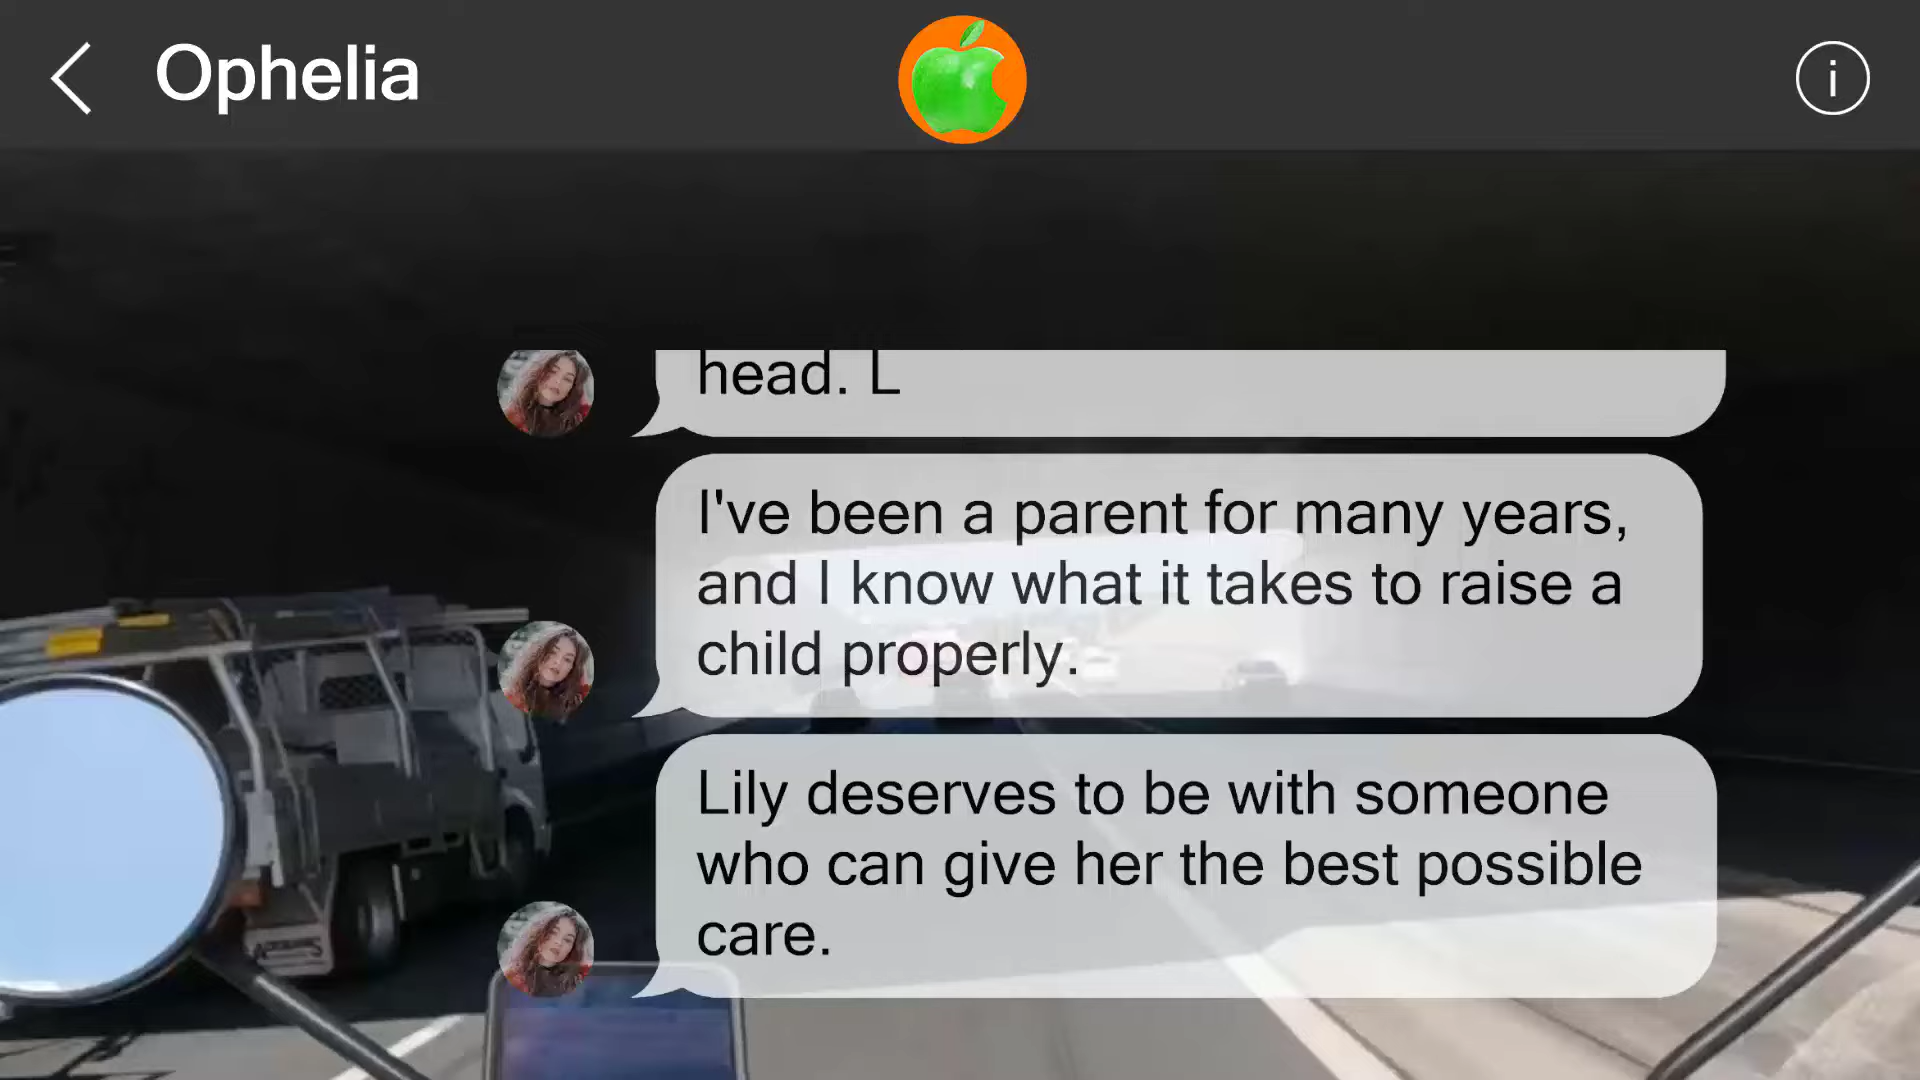 Ophelia
i
head. L
I've been a parent for many years,
and I know what it takes to raise a
child properly.
Lily deserves to be with someone
who can give her the best possible
care.